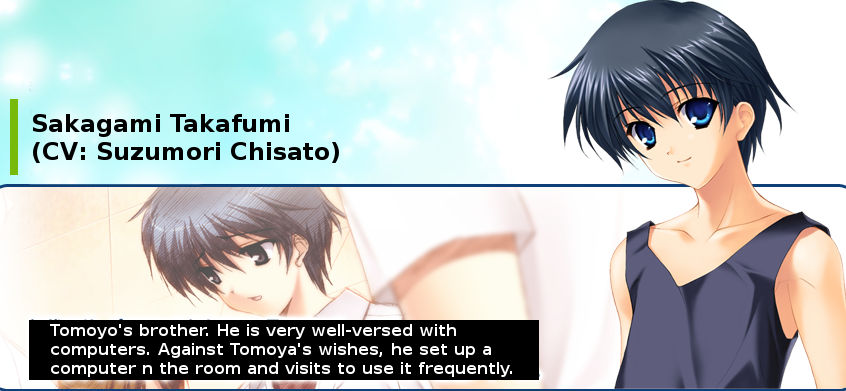 Sakagami Takafumi
(CV: Suzumori Chisato)
Tomoyo's brother. He is very well-versed with
computers. Against Tomoya's wishes, he set up a
computer n the room and visits to use it frequently.